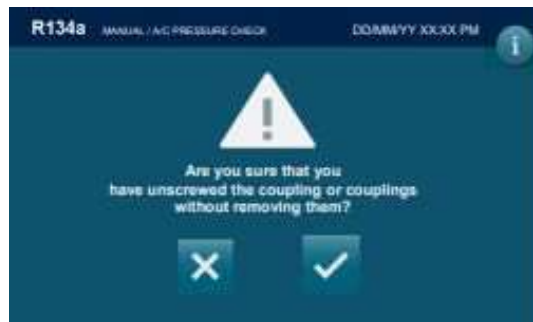 R134a MANUAL / A/C PRESSURE CHECK DD/MM/YY XX:XX PM
i
Are you sure that you
have unscrewed the coupling or couplings
without removing them?